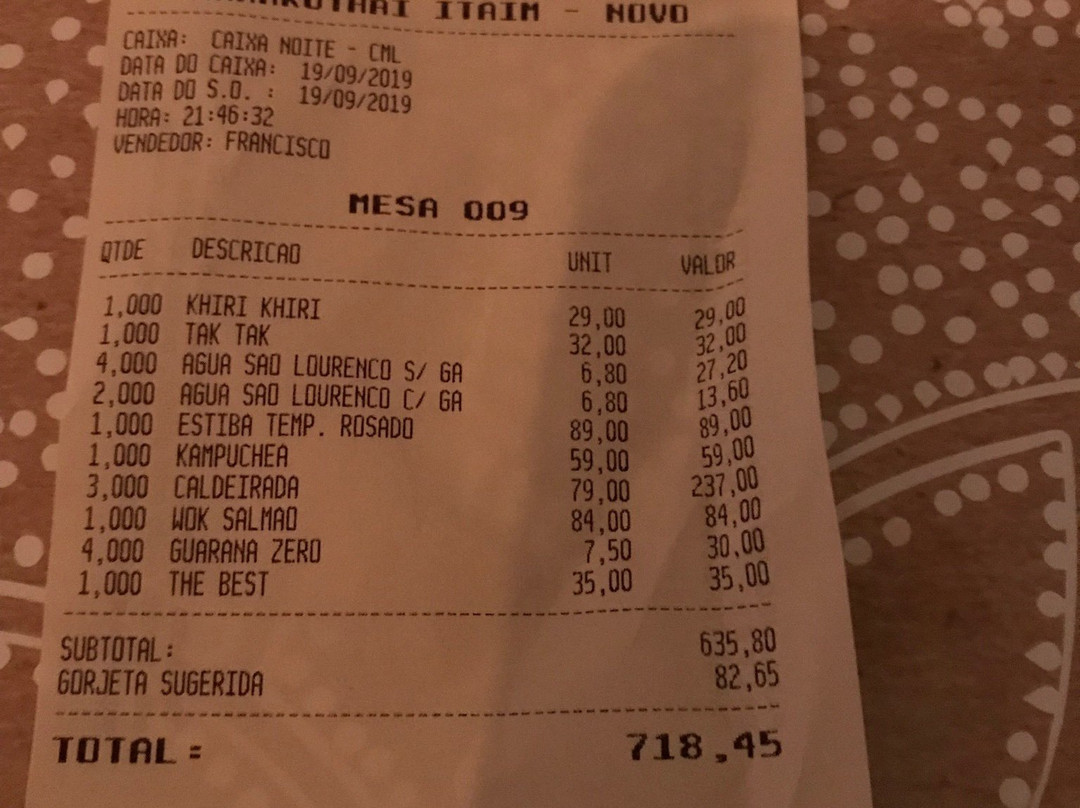 ITAIM - NOVO
CAIXA: CAIXA NOITE - CML
DATA DO CAIXA: 19/09/2019
DATA DO S.O. : 19/09/2019
HORA: 21:46:32
VENDEDOR: FRANCISCO
MESA 009
QTDE DESCRICAO UNIT VALOR
1,000 KHIRI KHIRI 29,00 29,00
1,000 TAK TAK 32,00 32,00
4,000 AGUA SAO LOURENCO S/ GA 6,80 27,20
2,000 AGUA SAO LOURENCO C/ GA 6,80 13,60
1,000 ESTIBA TEMP. ROSADO 89,00 89,00
1,000 KAMPUCHEA 59,00 59,00
3,000 CALDEIRADA 79,00 237,00
1,000 WOK SALMAO 84,00 84,00
4,000 GUARANA ZERO 7,50 30,00
1,000 THE BEST 35,00 35,00
SUBTOTAL: 635,80
GORJETA SUGERIDA 82,65
TOTAL: 718,45